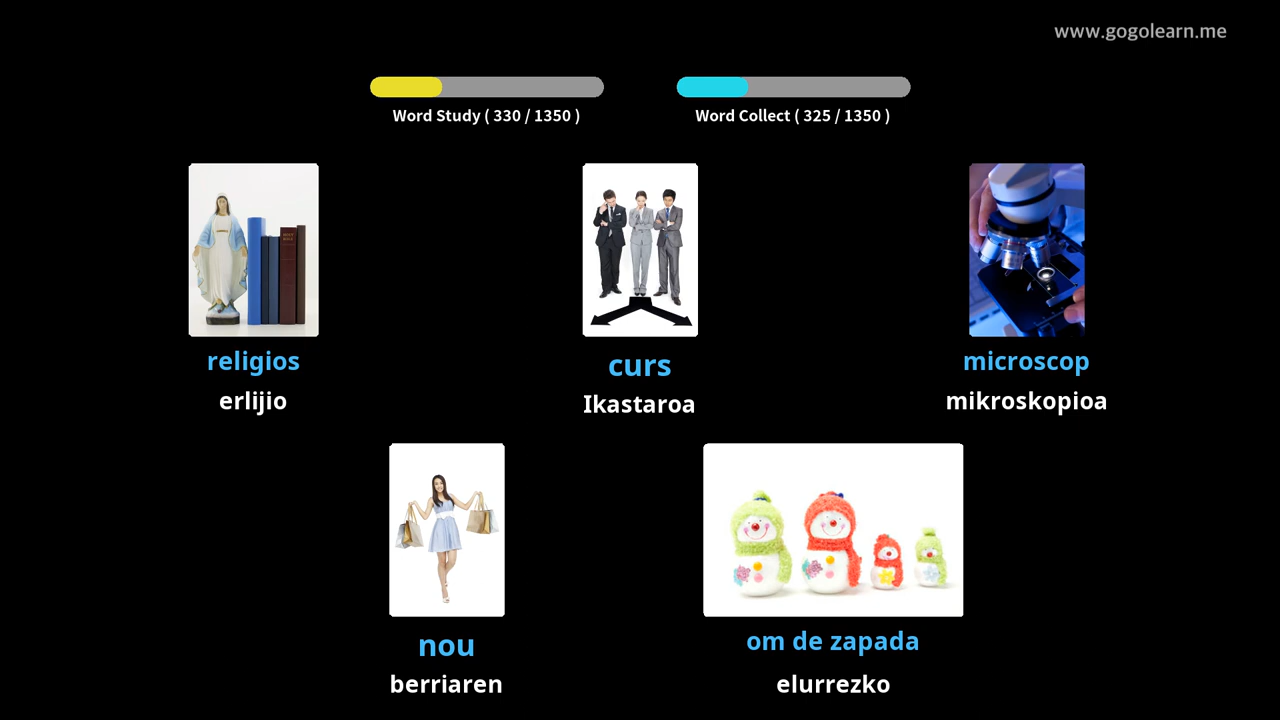 www.gogolearn.me
Word Study ( 330 / 1350 )
Word Collect ( 325 / 1350 )
religios
erlijio
curs
Ikastaroa
microscop
mikroskopioa
nou
berriaren
om de zapada
elurrezko